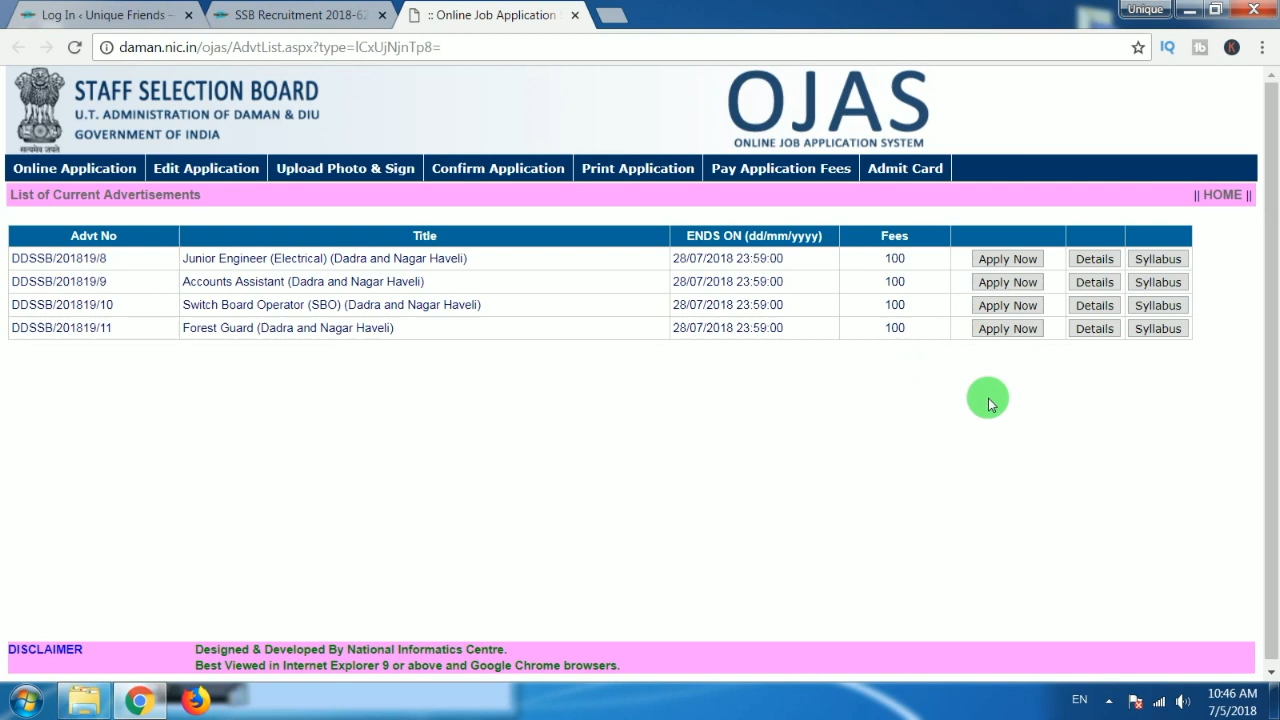 Log In ‹ Unique Friends —
SSB Recruitment 2018-62
:: Online Job Application
Unique
daman.nic.in/ojas/AdvtList.aspx?type=lCxUjNjnTp8=
IQ
tb
K
STAFF SELECTION BOARD
U.T. ADMINISTRATION OF DAMAN & DIU
GOVERNMENT OF INDIA
सत्यमेव जयते
OJAS
ONLINE JOB APPLICATION SYSTEM
Online Application Edit Application Upload Photo & Sign Confirm Application Print Application Pay Application Fees Admit Card
List of Current Advertisements || HOME ||
Advt No Title ENDS ON (dd/mm/yyyy) Fees
DDSSB/201819/8 Junior Engineer (Electrical) (Dadra and Nagar Haveli) 28/07/2018 23:59:00 100 Apply Now Details Syllabus
DDSSB/201819/9 Accounts Assistant (Dadra and Nagar Haveli) 28/07/2018 23:59:00 100 Apply Now Details Syllabus
DDSSB/201819/10 Switch Board Operator (SBO) (Dadra and Nagar Haveli) 28/07/2018 23:59:00 100 Apply Now Details Syllabus
DDSSB/201819/11 Forest Guard (Dadra and Nagar Haveli) 28/07/2018 23:59:00 100 Apply Now Details Syllabus
DISCLAIMER Designed & Developed By National Informatics Centre.
Best Viewed in Internet Explorer 9 or above and Google Chrome browsers.
EN
10:46 AM
7/5/2018